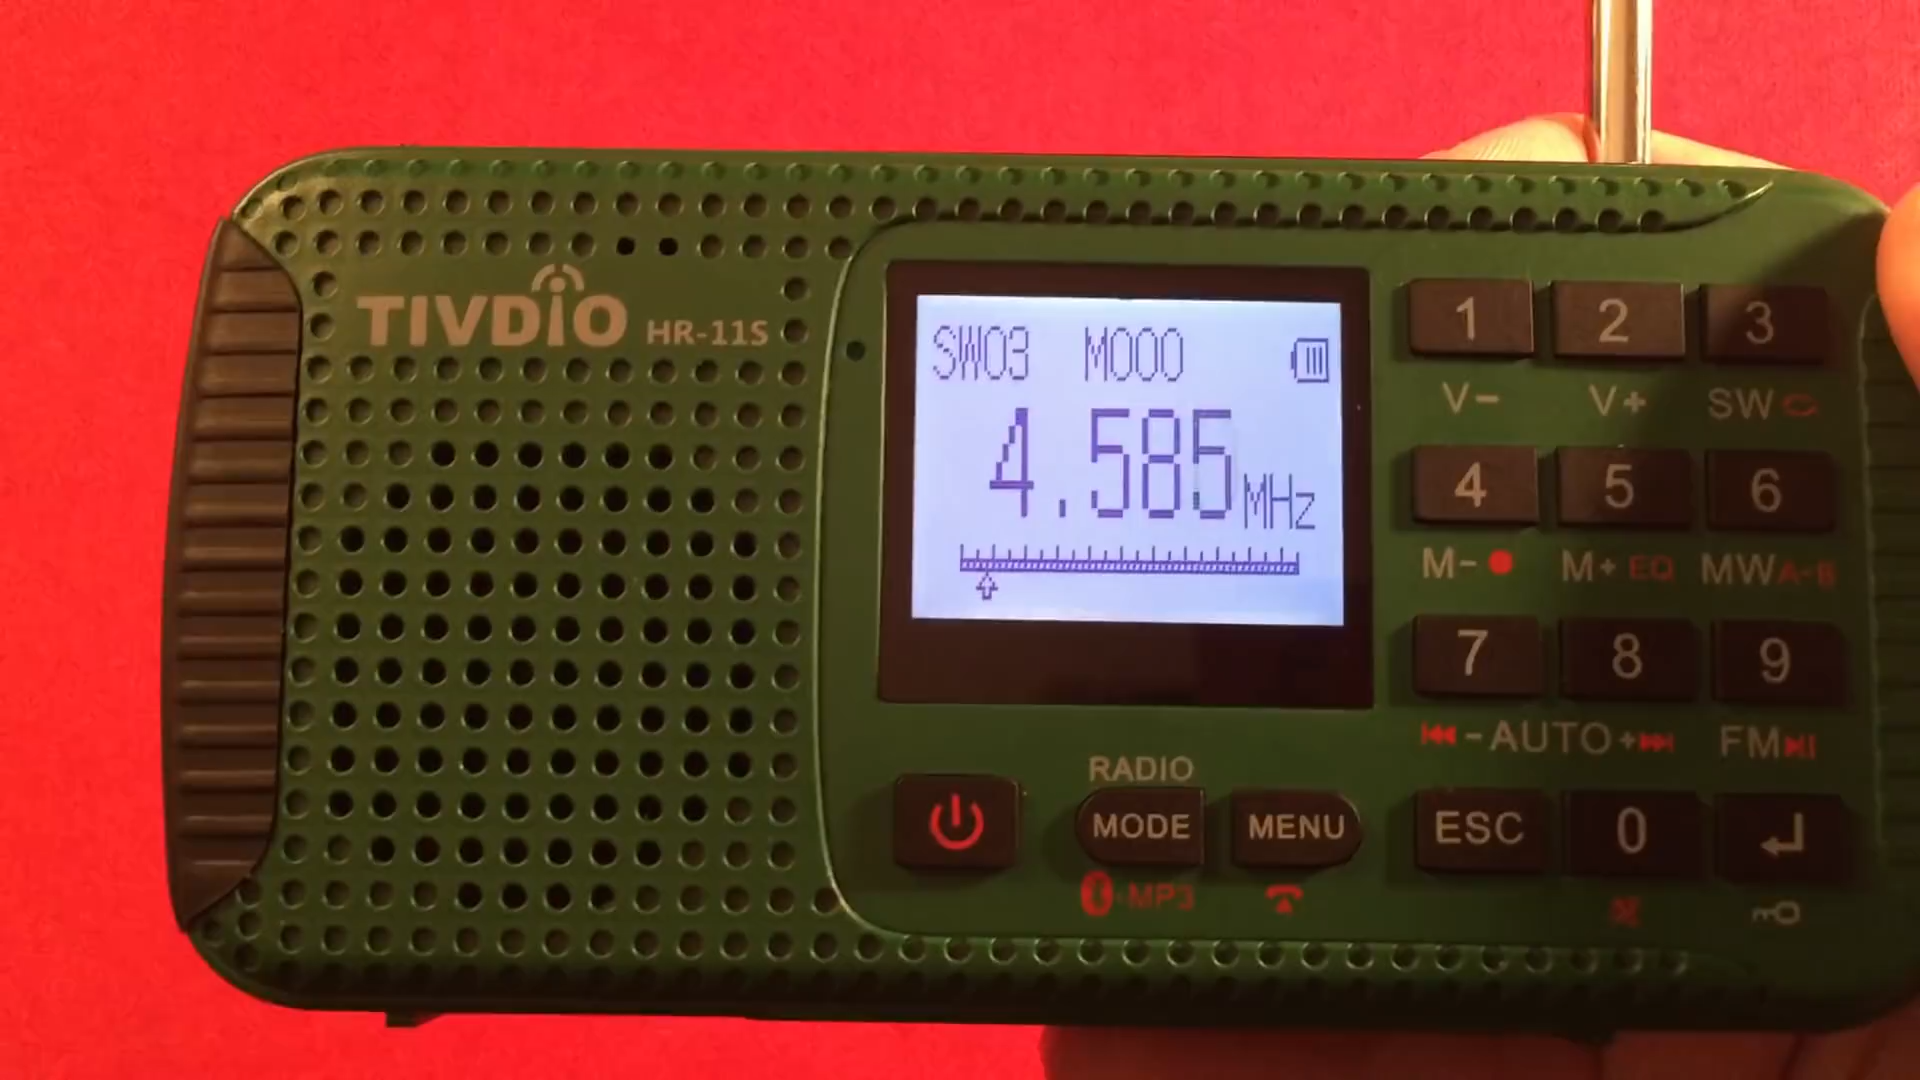 TIVDIO HR-11S
SW03 M000
4.585 MHz
1 2 3
V- V+ SW
4 5 6
M- M+ EQ MW A-B
7 8 9
-AUTO+ FM
RADIO
MODE MENU ESC 0
MP3